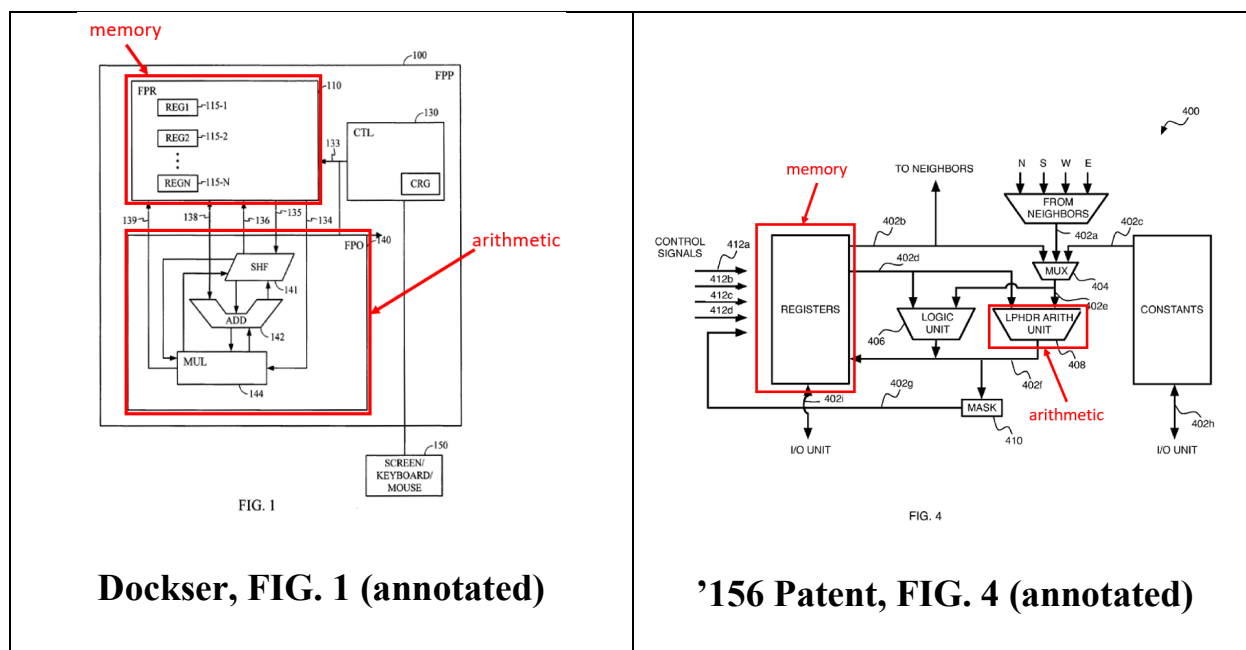 memory
100
FPP
FPR
110
REG1
115-1
REG2
115-2
REGN
115-N
130
CTL
133
CRG
139
138
136
135
134
FPO
140
arithmetic
SHF
141
ADD
142
MUL
144
150
SCREEN/
KEYBOARD/
MOUSE
FIG. 1
Dockser, FIG. 1 (annotated)
400
N S W E
TO NEIGHBORS
memory
FROM
NEIGHBORS
402b
402a
402c
CONTROL
SIGNALS
412a
412b
412c
412d
402d
MUX
404
402e
REGISTERS
LOGIC
UNIT
406
LPHDR ARITH
UNIT
408
CONSTANTS
402f
402g
402i
MASK
410
arithmetic
402h
I/O UNIT
I/O UNIT
FIG. 4
’156 Patent, FIG. 4 (annotated)